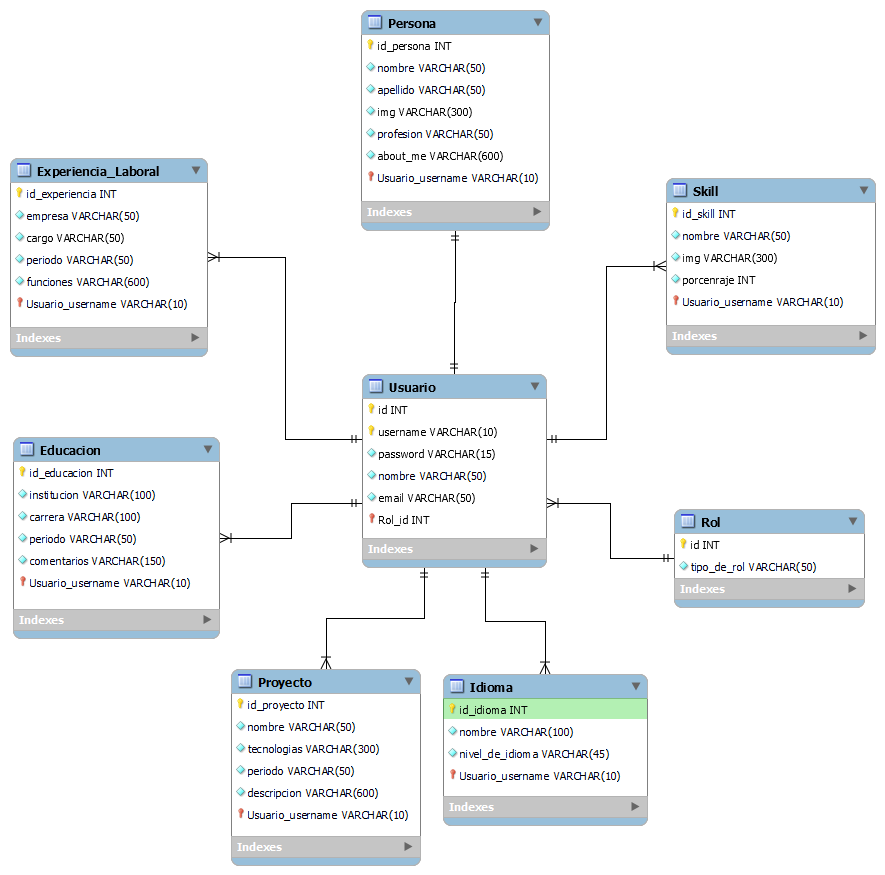 Persona
id_persona INT
nombre VARCHAR(50)
apellido VARCHAR(50)
img VARCHAR(300)
profesion VARCHAR(50)
about_me VARCHAR(600)
Usuario_username VARCHAR(10)
Indexes
Experiencia_Laboral
id_experiencia INT
empresa VARCHAR(50)
cargo VARCHAR(50)
periodo VARCHAR(50)
funciones VARCHAR(600)
Usuario_username VARCHAR(10)
Indexes
Skill
id_skill INT
nombre VARCHAR(50)
img VARCHAR(300)
porcenraje INT
Usuario_username VARCHAR(10)
Indexes
Usuario
id INT
username VARCHAR(10)
password VARCHAR(15)
nombre VARCHAR(50)
email VARCHAR(50)
Rol_id INT
Indexes
Educacion
id_educacion INT
institucion VARCHAR(100)
carrera VARCHAR(100)
periodo VARCHAR(50)
comentarios VARCHAR(150)
Usuario_username VARCHAR(10)
Indexes
Rol
id INT
tipo_de_rol VARCHAR(50)
Indexes
Proyecto
id_proyecto INT
nombre VARCHAR(50)
tecnologias VARCHAR(300)
periodo VARCHAR(50)
descripcion VARCHAR(600)
Usuario_username VARCHAR(10)
Indexes
Idioma
id_idioma INT
nombre VARCHAR(100)
nivel_de_idioma VARCHAR(45)
Usuario_username VARCHAR(10)
Indexes